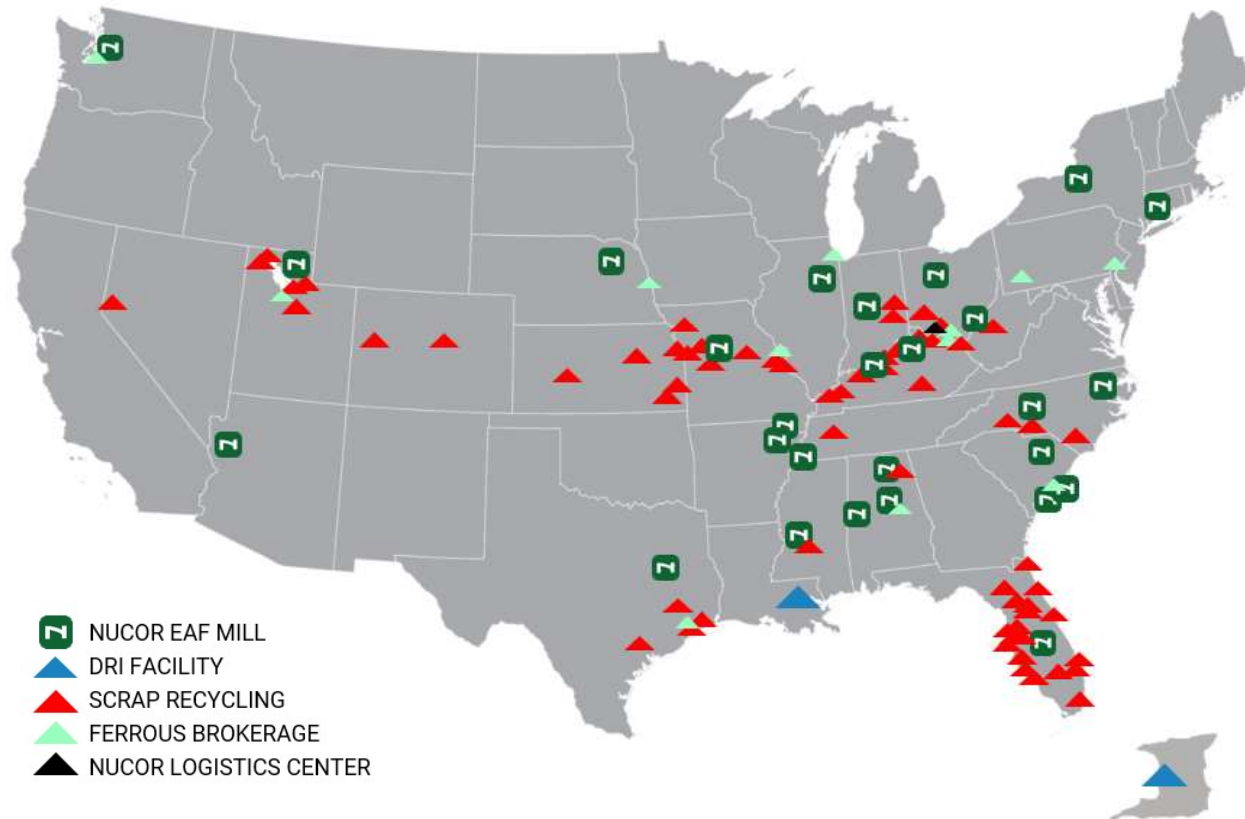 NUCOR EAF MILL
DRI FACILITY
SCRAP RECYCLING
FERROUS BROKERAGE
NUCOR LOGISTICS CENTER